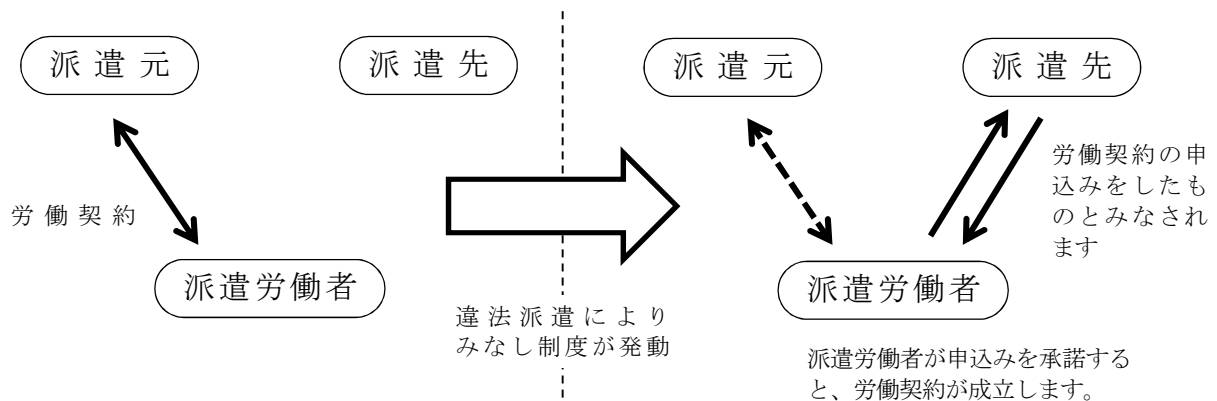 派遣元
派遣先
労働契約
派遣労働者
違法派遣により
みなし制度が発動
派遣元
派遣先
労働契約の申
込みをしたも
のとみなされ
ます
派遣労働者
派遣労働者が申込みを承諾する
と、労働契約が成立します。